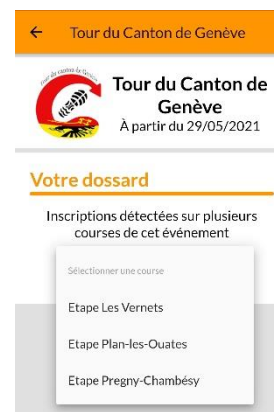 Tour du Canton de Genève
Tour du Canton de
Genève
À partir du 29/05/2021
Votre dossard
Inscriptions détectées sur plusieurs
courses de cet événement
Sélectionner une course
Etape Les Vernets
Etape Plan-les-Ouates
Etape Pregny-Chambésy